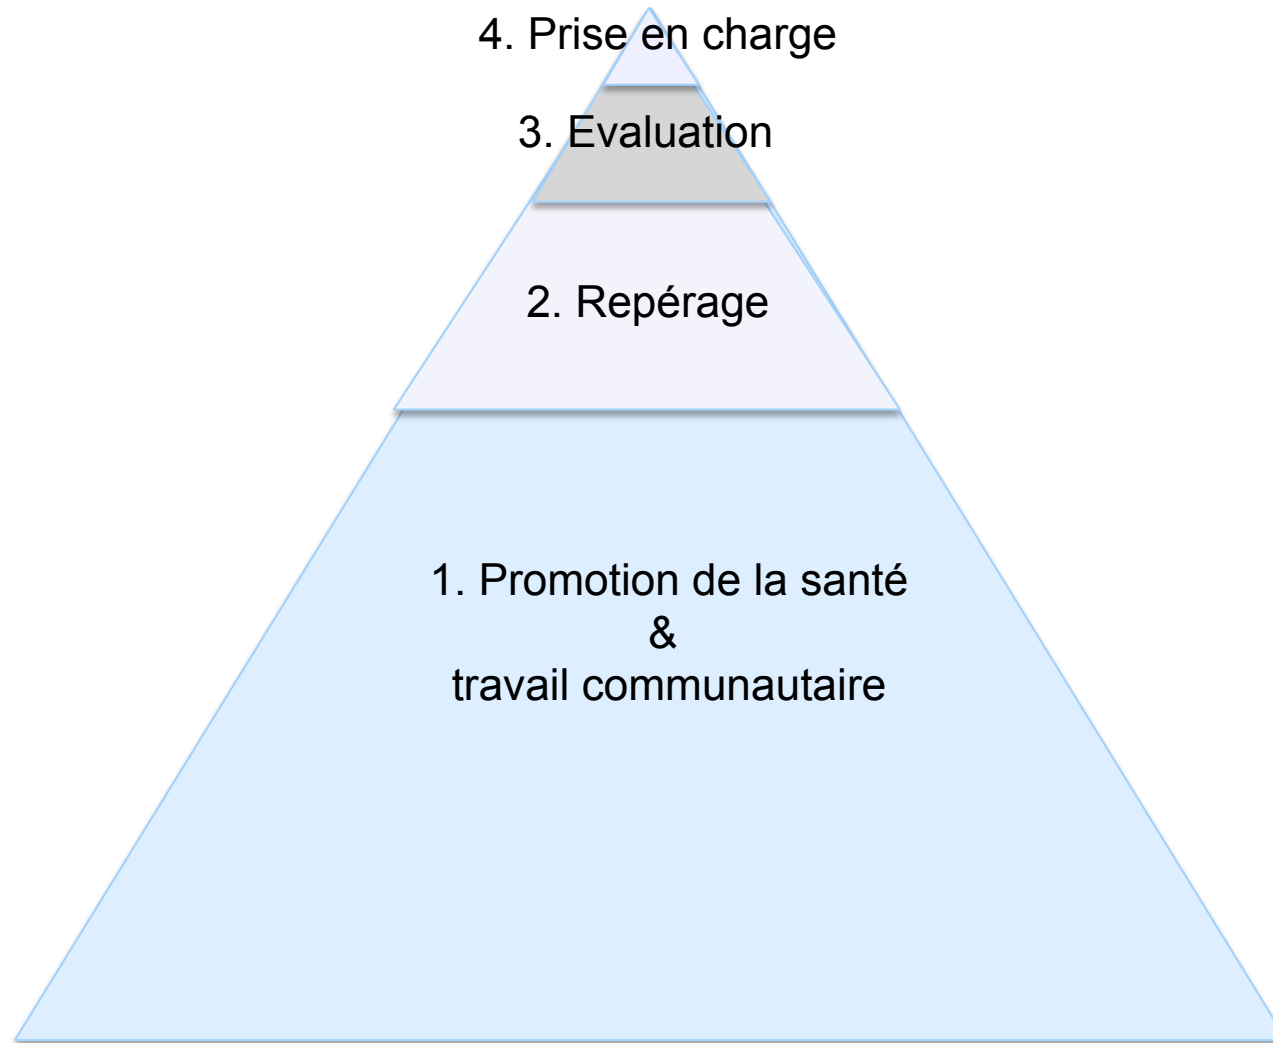 4. Prise en charge
3. Evaluation
2. Repérage
1. Promotion de la santé
&
travail communautaire